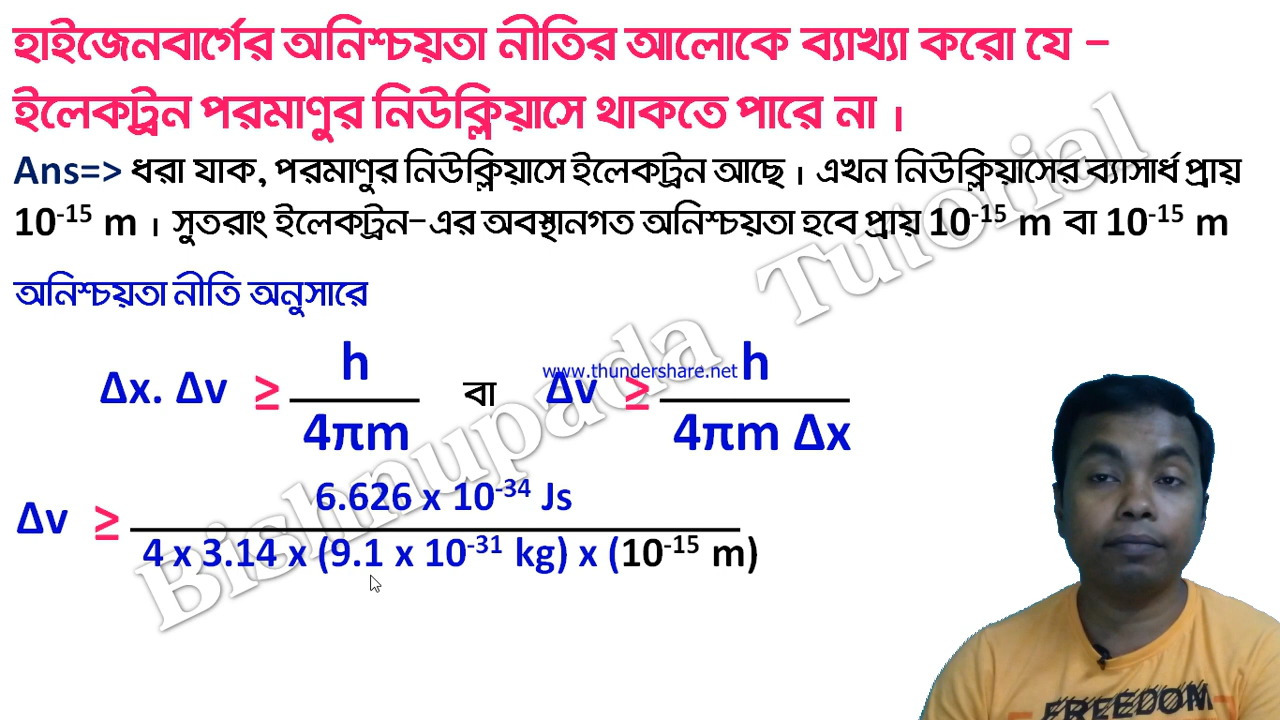 হাইজেনবার্গের অনিশ্চয়তা নীতির আলোকে ব্যাখ্যা করো যে –
ইলেকট্রন পরমাণুর নিউক্লিয়াসে থাকতে পারে না ।
Ans=> ধরা যাক, পরমাণুর নিউক্লিয়াসে ইলেকট্রন আছে । এখন নিউক্লিয়াসের ব্যাসার্ধ প্রায়
10⁻¹⁵ m । সুতরাং ইলেকট্রন–এর অবস্থানগত অনিশ্চয়তা হবে প্রায় 10⁻¹⁵ m বা 10⁻¹⁵ m
অনিশ্চয়তা নীতি অনুসারে
Δx. Δv ≥ h / 4πm বা Δv ≥ h / 4πm Δx
www.thundershare.net
Δv ≥ 6.626 x 10⁻³⁴ Js / 4 x 3.14 x (9.1 x 10⁻³¹ kg) x (10⁻¹⁵ m)
Bishnupada Tutorial
FREEDOM